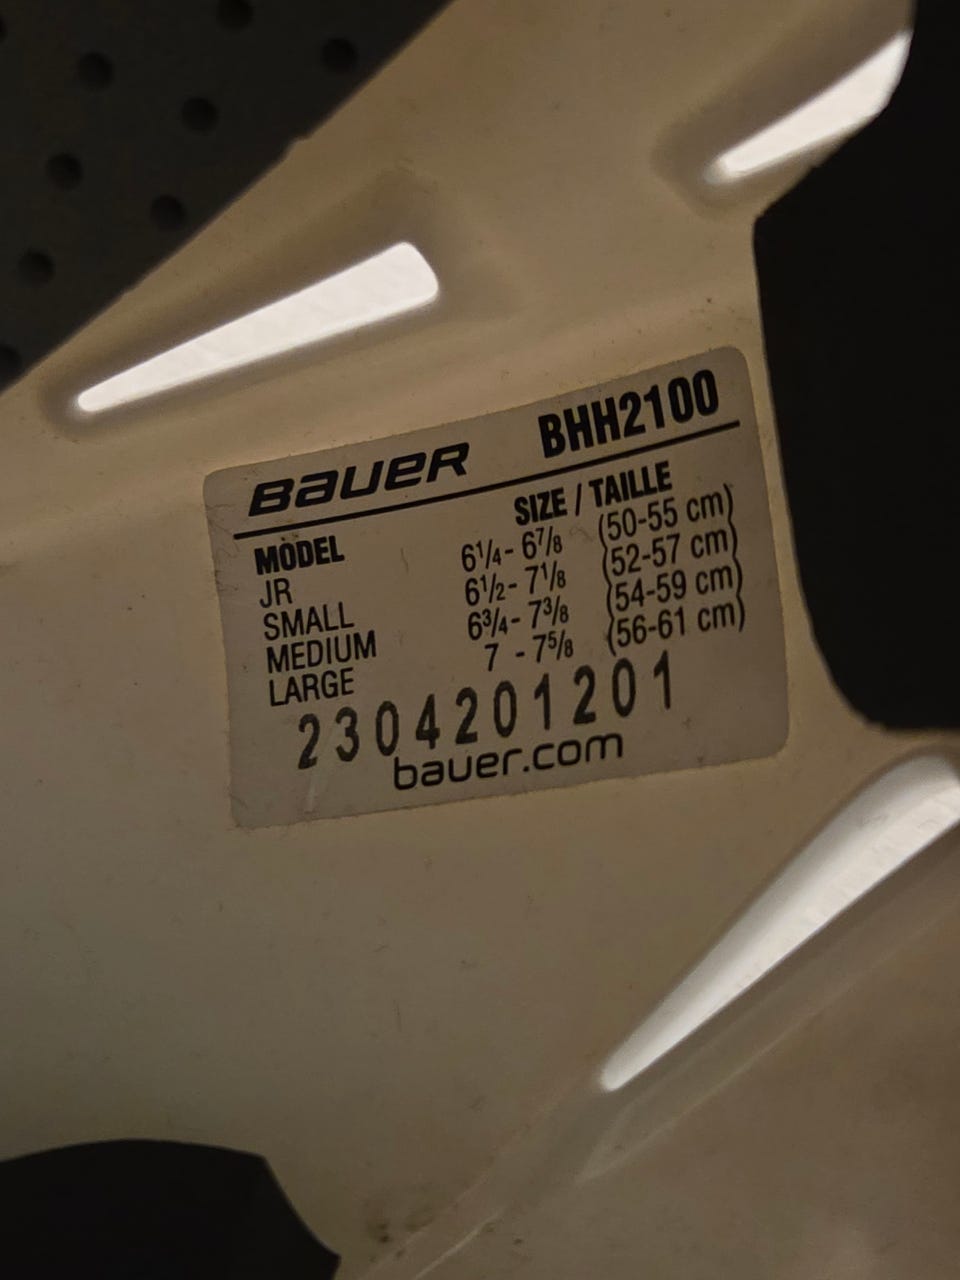 BAUER BHH2100
MODEL SIZE / TAILLE
JR 6¼ - 6⅞ (50-55 cm)
SMALL 6½ - 7⅛ (52-57 cm)
MEDIUM 6¾ - 7⅜ (54-59 cm)
LARGE 7 - 7⅝ (56-61 cm)
2304201201
bauer.com